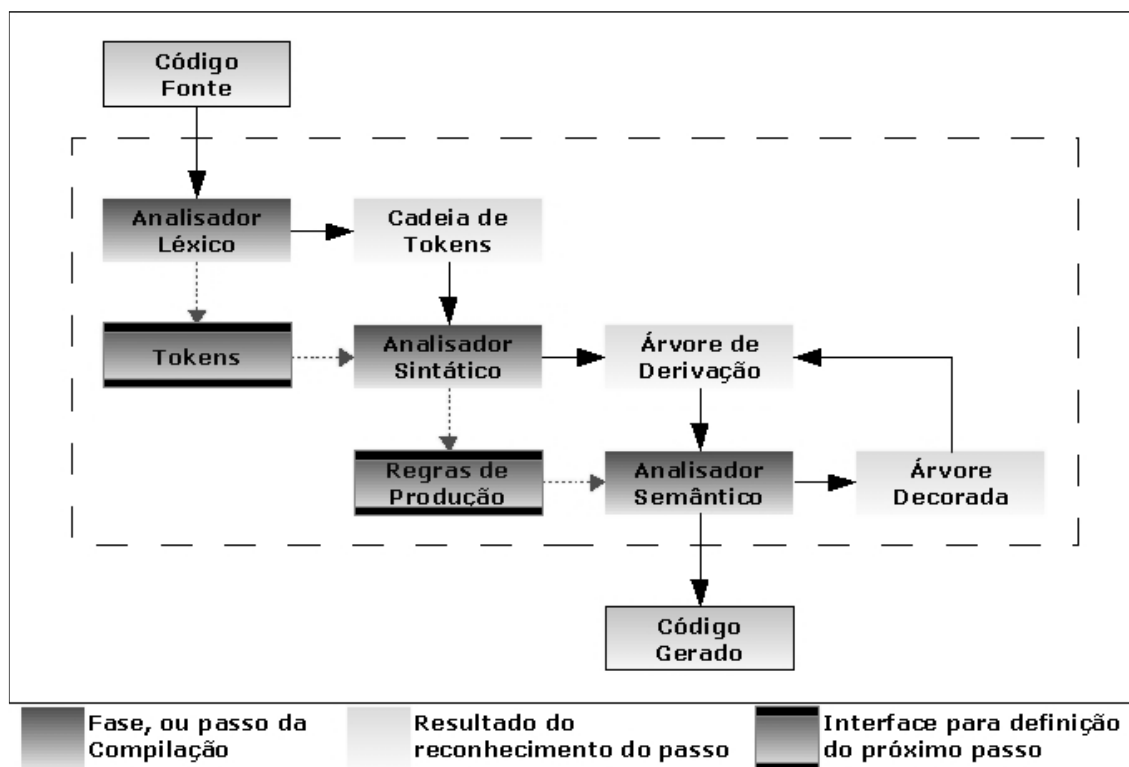 Código
Fonte
Analisador
Léxico
Cadeia de
Tokens
Tokens
Analisador
Sintático
Árvore de
Derivação
Regras de
Produção
Analisador
Semântico
Árvore
Decorada
Código
Gerado
Fase, ou passo da
Compilação
Resultado do
reconhecimento do passo
Interface para definição
do próximo passo